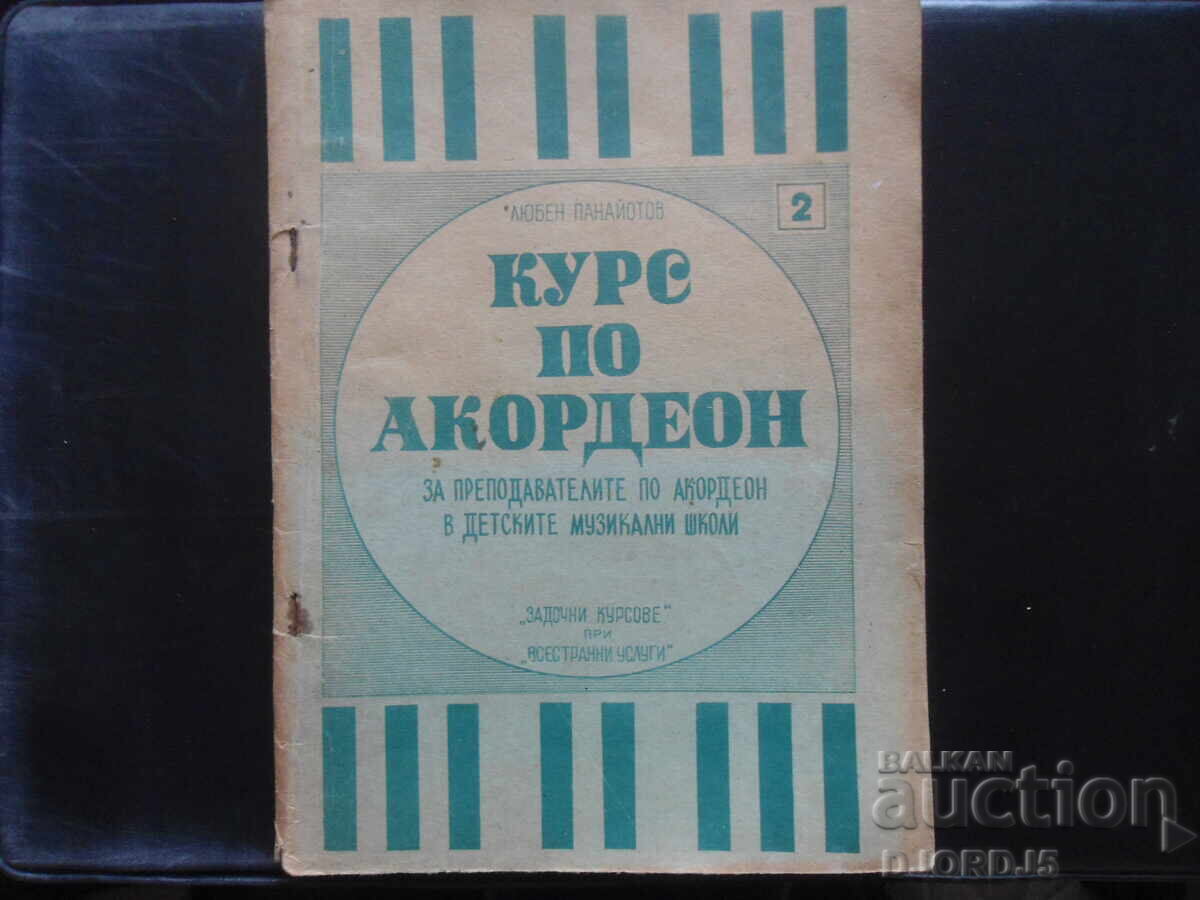 ЛЮБЕН ПАНАЙОТОВ
2
КУРС
ПО
АКОРДЕОН
ЗА ПРЕПОДАВАТЕЛИТЕ ПО АКОРДЕОН
В ДЕТСКИТЕ МУЗИКАЛНИ ШКОЛИ
„ЗАДОЧНИ КУРСОВЕ"
ПРИ
„ВСЕСТРАННИ УСЛУГИ"
BALKAN
auction
DJORDJ5